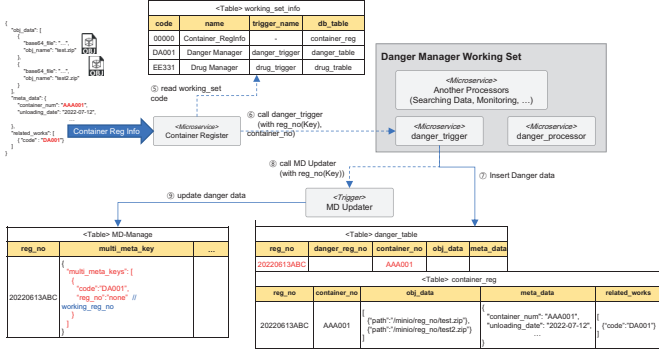 <Table> working_set_info
code name trigger_name db_table
00000 Container_RegInfo - container_reg
DA001 Danger Manager danger_trigger danger_table
EE331 Drug Manager drug_trigger drug_trable
{
"obj_data": [
{
"base64_file": "...",
"obj_name": "test.zip"
},
{
"base64_file": "...",
"obj_name": "test2.zip"
}
],
"meta_data": {
"container_num": "AAA001",
"unloading_date": "2022-07-12",
...
},
"related_works": [
{ "code": "DA001"}
]
}
OBJ
OBJ
Container Reg Info
⑤ read working_set
code
<Microservice>
Container Register
⑥ call danger_trigger
(with reg_no(Key),
container_no)
Danger Manager Working Set
<Microservice>
Another Processors
(Searching Data, Monitoring, …)
<Microservice>
danger_trigger
<Microservice>
danger_processor
⑧ call MD Updater
(with reg_no(Key))
⑦ Insert Danger data
<Trigger>
MD Updater
⑨ update danger data
<Table> MD-Manage
reg_no multi_meta_key ...
20220613ABC
{
"multi_meta_keys": [
{
"code":"DA001",
"reg_no":"none" //
working_reg_no
}
]
}
<Table> danger_table
reg_no danger_reg_no container_no obj_data meta_data
20220613ABC AAA001
<Table> container_reg
reg_no container_no obj_data meta_data related_works
20220613ABC AAA001
[
{"path":"/minio/reg_no/test.zip"},
{"path":"/minio/reg_no/test2.zip"}
]
{
"container_num": "AAA001",
"unloading_date": "2022-07-12",
...
}
[
{"code":"DA001"}
]